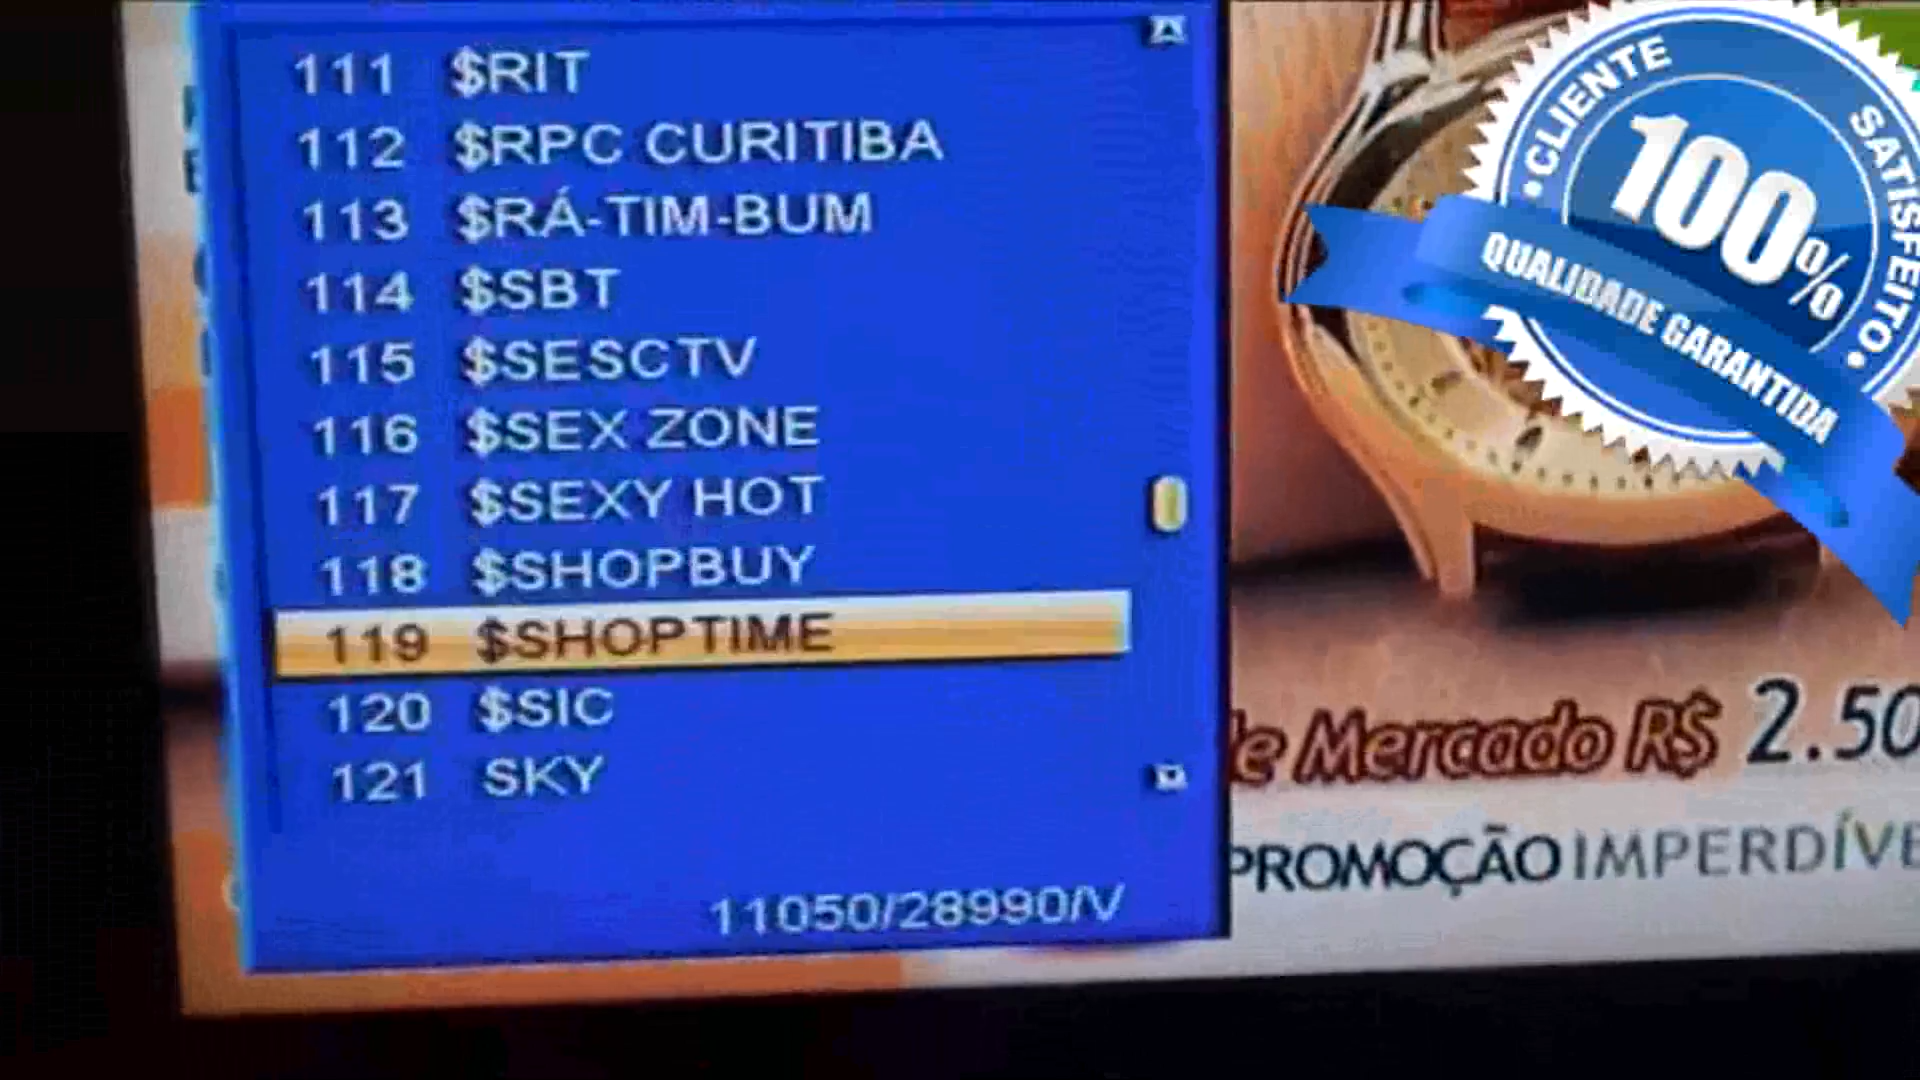 111 $RIT
112 $RPC CURITIBA
113 $RÁ-TIM-BUM
114 $SBT
115 $SESCTV
116 $SEX ZONE
117 $SEXY HOT
118 $SHOPBUY
119 $SHOPTIME
120 $SIC
121 SKY
11050/28990/V
CLIENTE SATISFEITO
100%
QUALIDADE GARANTIDA
de Mercado R$ 2.50
PROMOÇÃO IMPERDÍVE